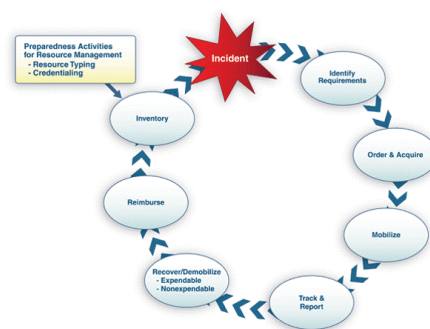 Preparedness Activities
for Resource Management
- Resource Typing
- Credentialing
Incident
Identify
Requirements
Order & Acquire
Mobilize
Track &
Report
Recover/Demobilize
- Expendable
- Nonexpendable
Reimburse
Inventory